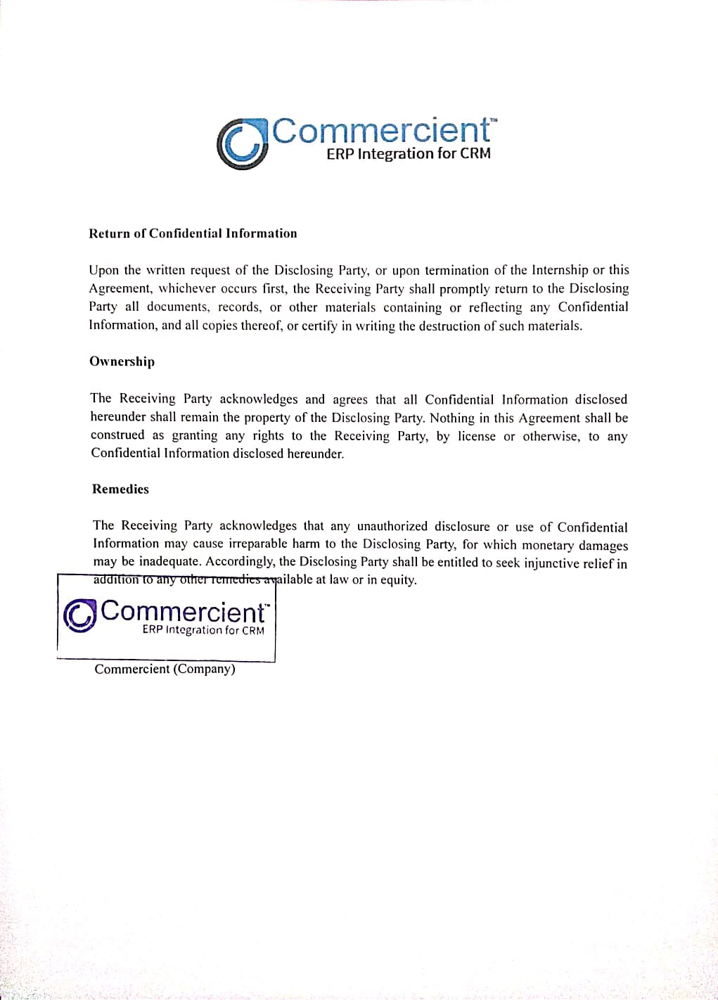 Commercient™
ERP Integration for CRM
Return of Confidential Information
Upon the written request of the Disclosing Party, or upon termination of the Internship or this
Agreement, whichever occurs first, the Receiving Party shall promptly return to the Disclosing
Party all documents, records, or other materials containing or reflecting any Confidential
Information, and all copies thereof, or certify in writing the destruction of such materials.
Ownership
The Receiving Party acknowledges and agrees that all Confidential Information disclosed
hereunder shall remain the property of the Disclosing Party. Nothing in this Agreement shall be
construed as granting any rights to the Receiving Party, by license or otherwise, to any
Confidential Information disclosed hereunder.
Remedies
The Receiving Party acknowledges that any unauthorized disclosure or use of Confidential
Information may cause irreparable harm to the Disclosing Party, for which monetary damages
may be inadequate. Accordingly, the Disclosing Party shall be entitled to seek injunctive relief in
addition to any other remedies available at law or in equity.
Commercient™
ERP Integration for CRM
Commercient (Company)